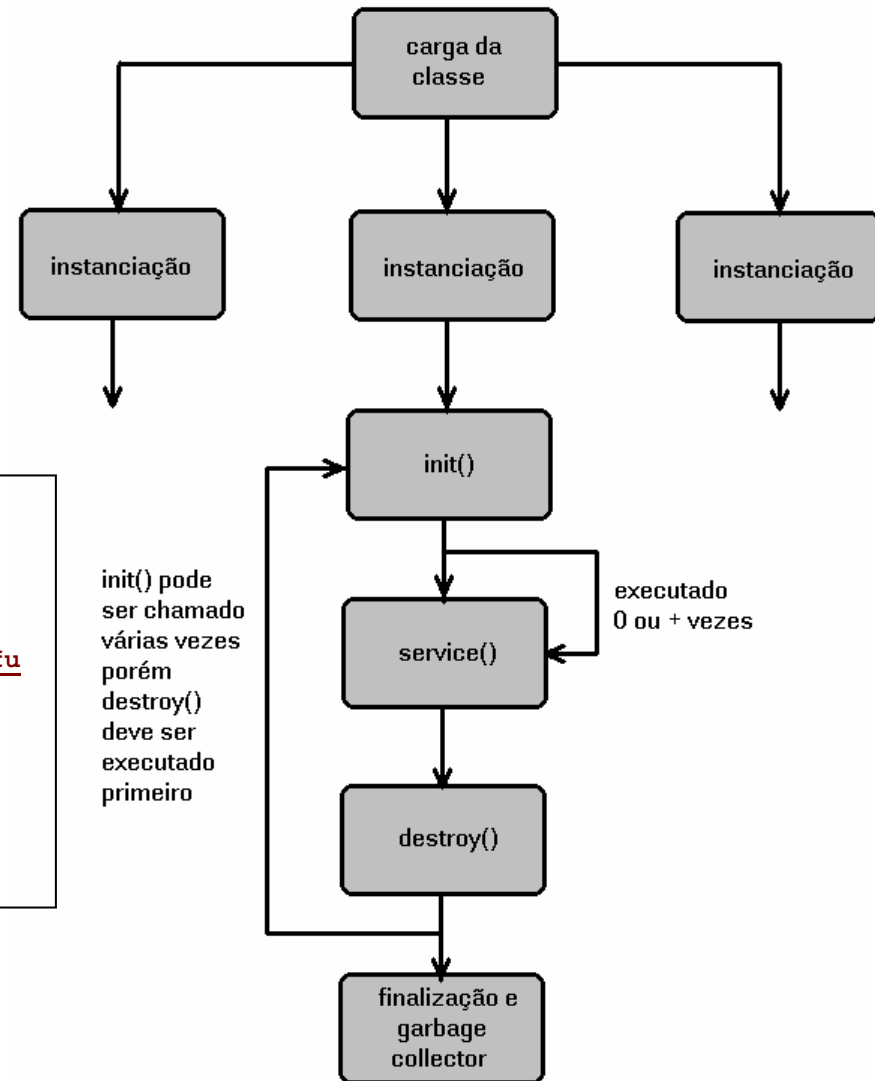 carga da
classe
instanciação
instanciação
instanciação
init()
init() pode
ser chamado
várias vezes
porém
destroy()
deve ser
executado
primeiro
fu
executado
0 ou + vezes
service()
destroy()
finalização e
garbage
collector